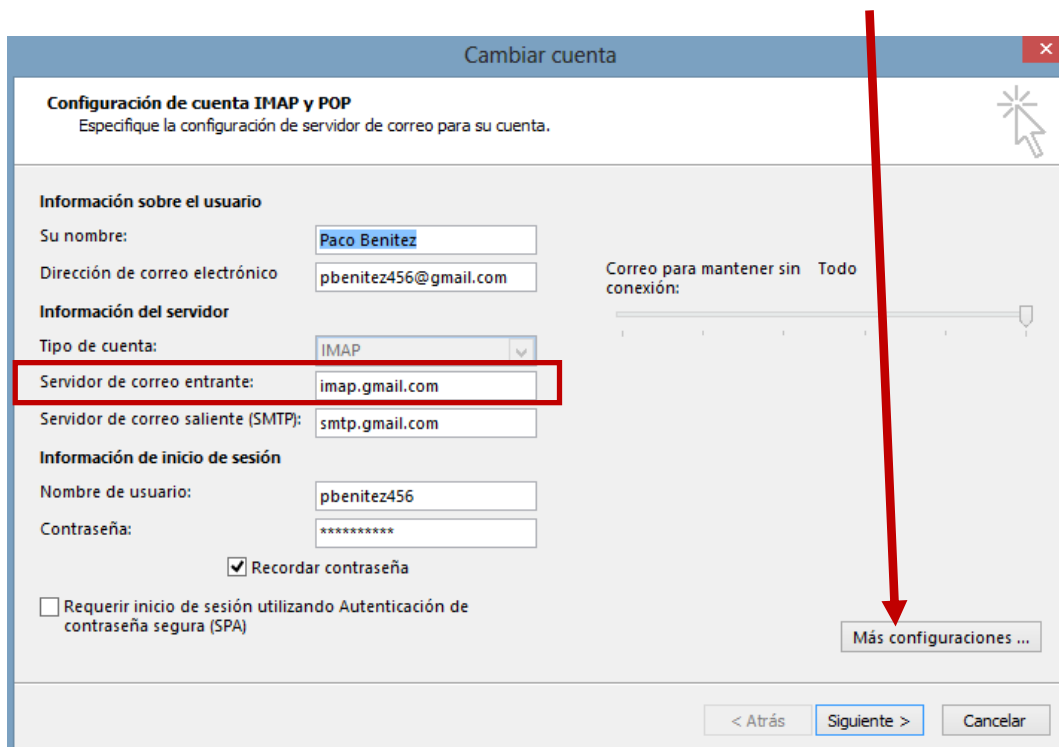 Cambiar cuenta
Configuración de cuenta IMAP y POP
Especifique la configuración de servidor de correo para su cuenta.
Información sobre el usuario
Su nombre: Paco Benitez
Dirección de correo electrónico pbenitez456@gmail.com
Correo para mantener sin Todo
conexión:
Información del servidor
Tipo de cuenta: IMAP
Servidor de correo entrante: imap.gmail.com
Servidor de correo saliente (SMTP): smtp.gmail.com
Información de inicio de sesión
Nombre de usuario: pbenitez456
Contraseña: **********
Recordar contraseña
Requerir inicio de sesión utilizando Autenticación de
contraseña segura (SPA)
Más configuraciones ...
< Atrás Siguiente > Cancelar